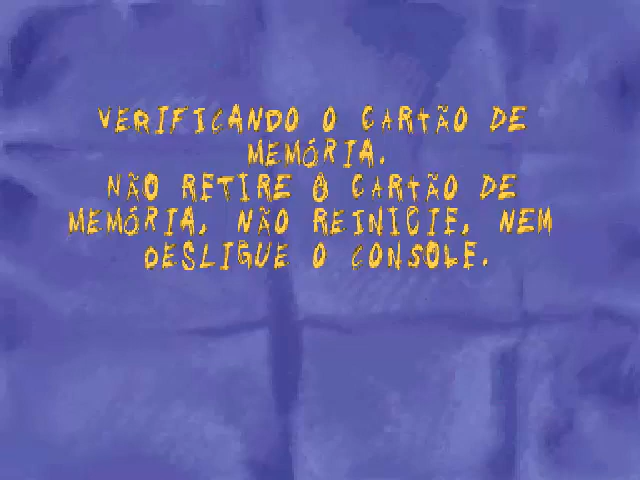 VERIFICANDO O CARTÃO DE
MEMÓRIA.
NÃO RETIRE O CARTÃO DE
MEMÓRIA, NÃO REINICIE, NEM
DESLIGUE O CONSOLE.